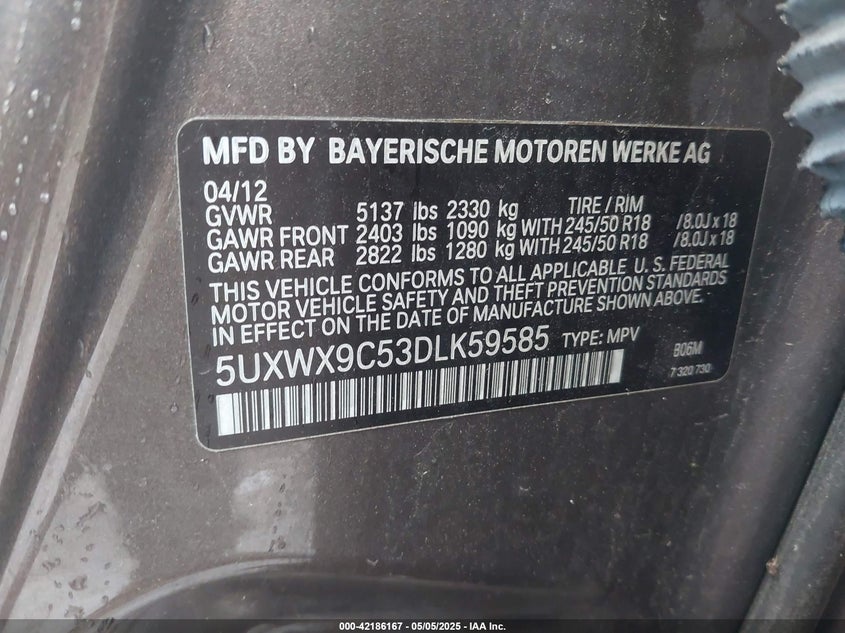 MFD BY BAYERISCHE MOTOREN WERKE AG
04/12
GVWR 5137 lbs 2330 kg TIRE / RIM
GAWR FRONT 2403 lbs 1090 kg WITH 245/50 R18 /8.0J x 18
GAWR REAR 2822 lbs 1280 kg WITH 245/50 R18 /8.0J x 18
THIS VEHICLE CONFORMS TO ALL APPLICABLE U. S. FEDERAL
MOTOR VEHICLE SAFETY AND THEFT PREVENTION STANDARDS
IN EFFECT ON THE DATE OF MANUFACTURE SHOWN ABOVE.
5UXWX9C53DLK59585 TYPE: MPV B06M
7 320 730
000-42186167 — 05/05/2025 — IAA Inc.